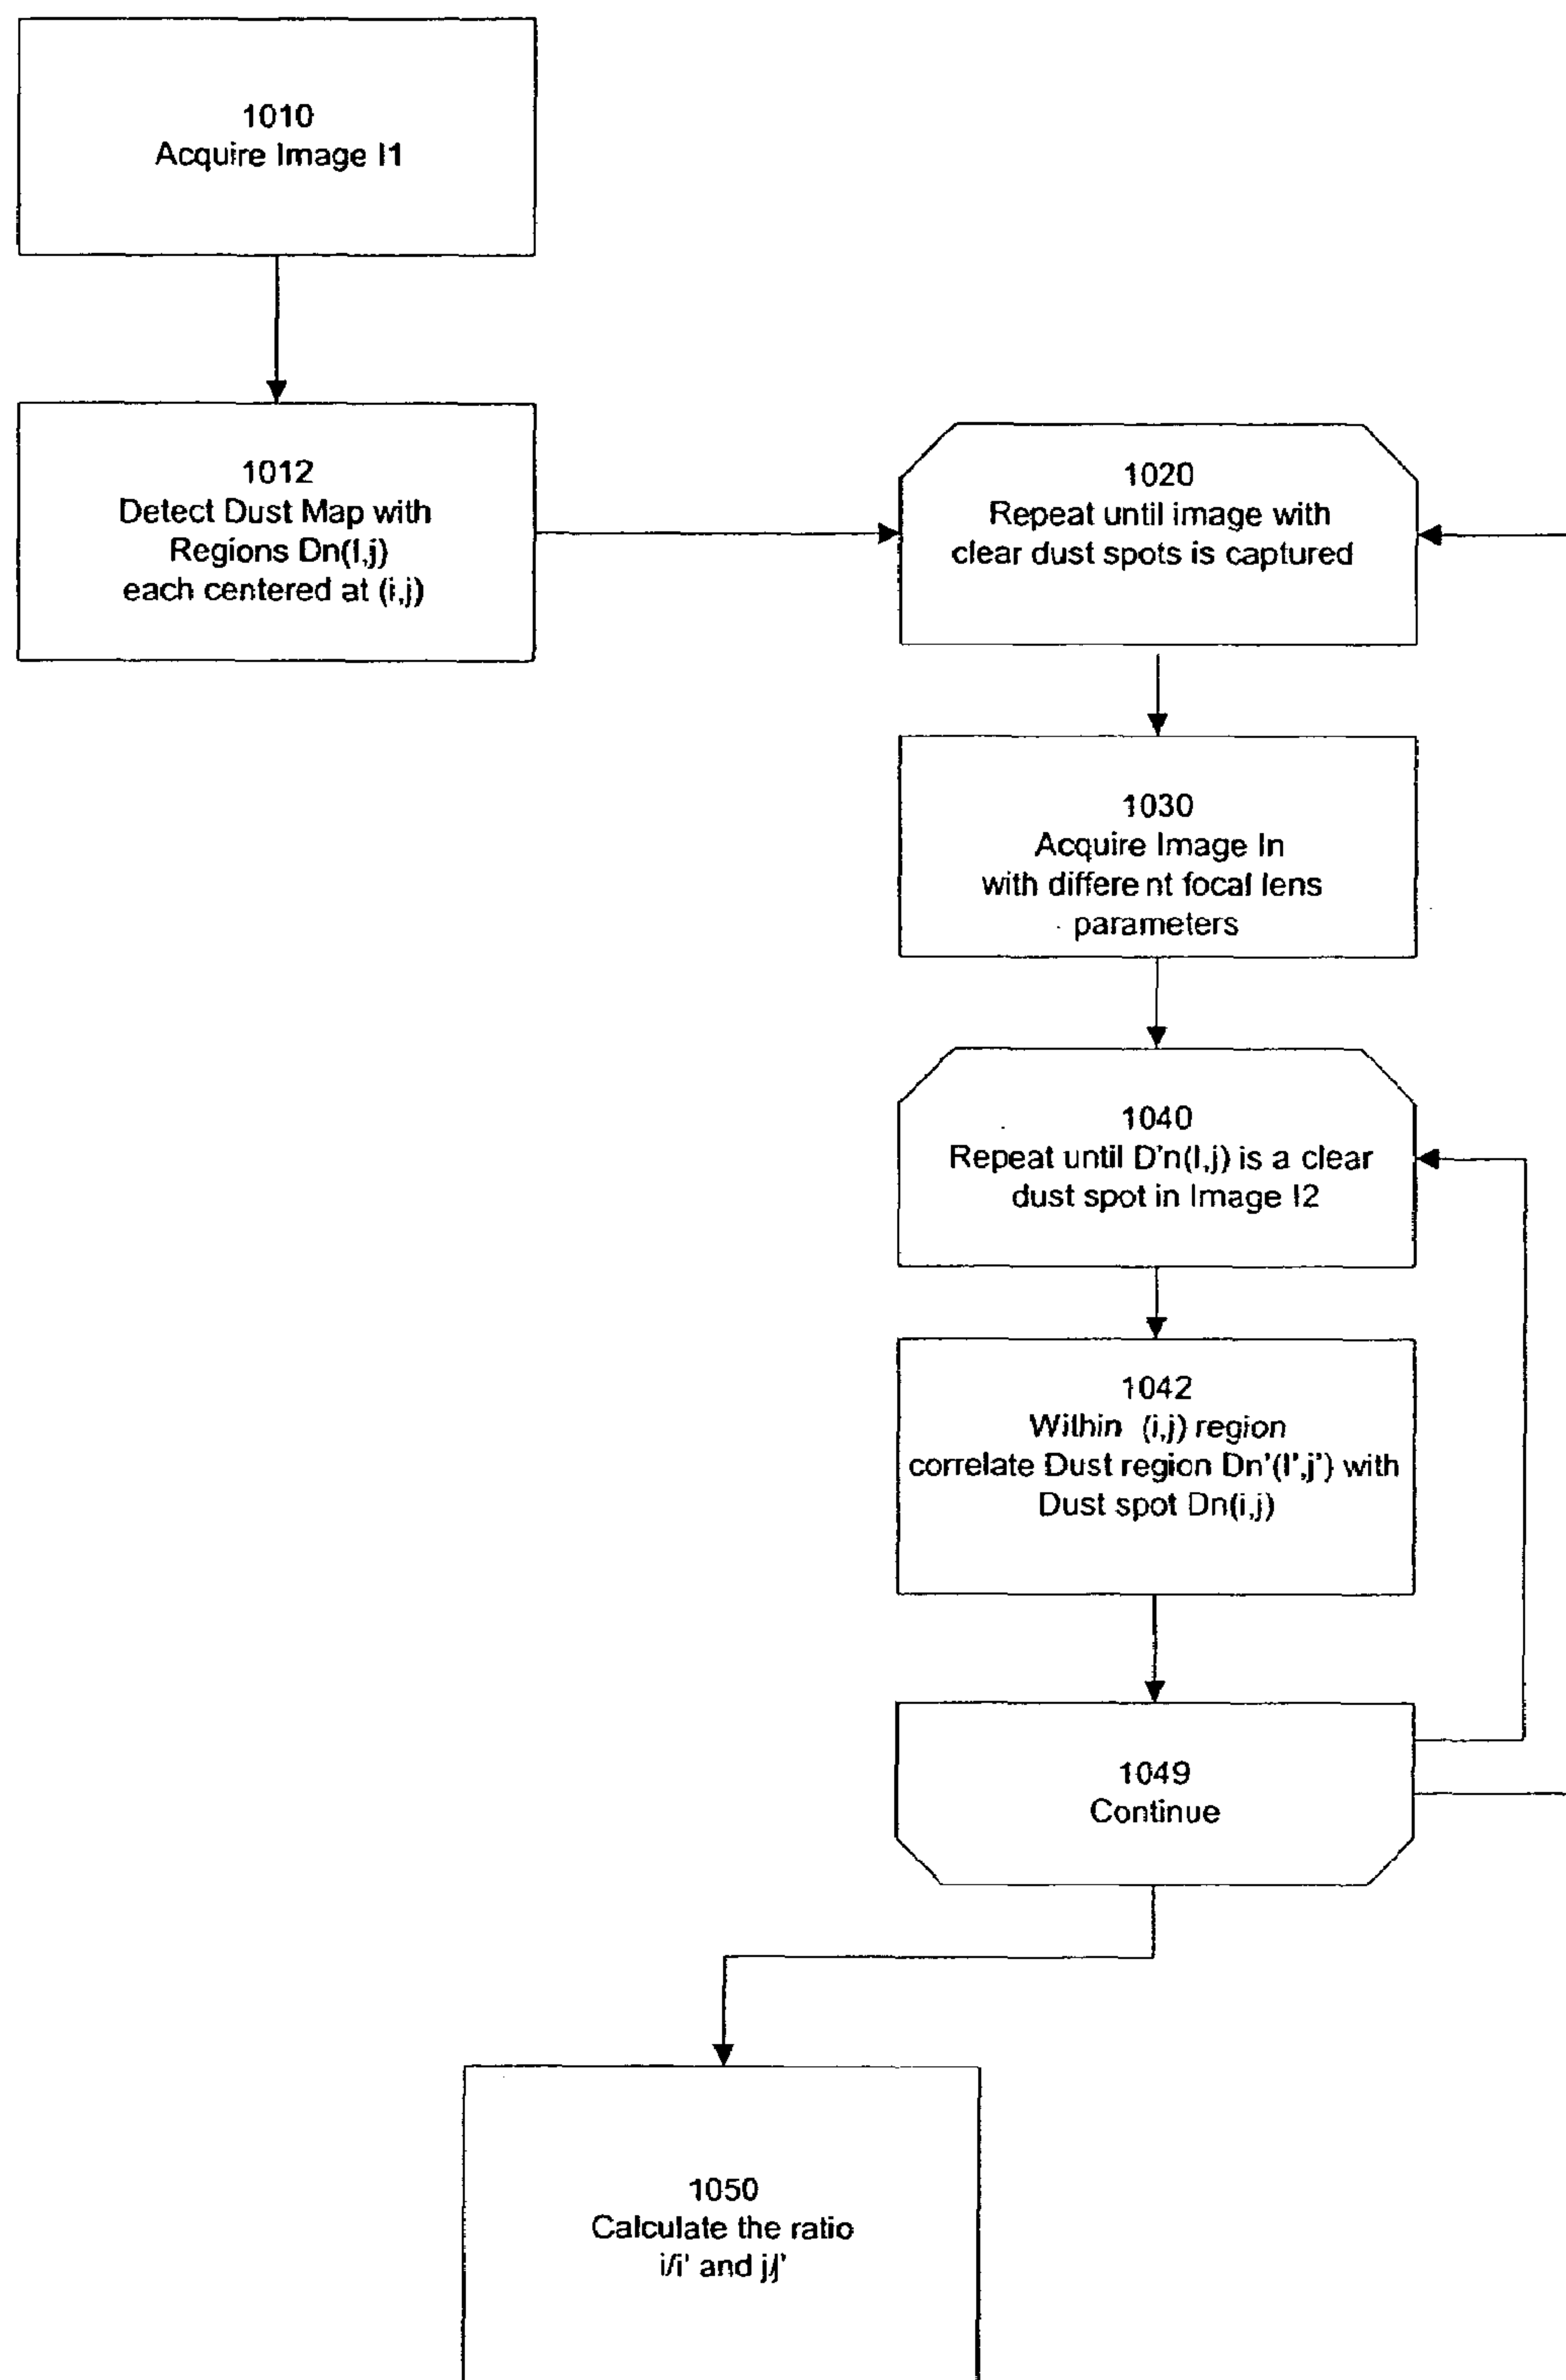 1010
Acquire Image I1
1012
Detect Dust Map with
Regions Dn(I,j)
each centered at (i,j)
1020
Repeat until image with
clear dust spots is captured
1030
Acquire Image In
with different focal lens
parameters
1040
Repeat until D'n(I,j) is a clear
dust spot in Image I2
1042
Within (i,j) region
correlate Dust region Dn'(I',j') with
Dust spot Dn(i,j)
1049
Continue
1050
Calculate the ratio
i/i' and j/j'